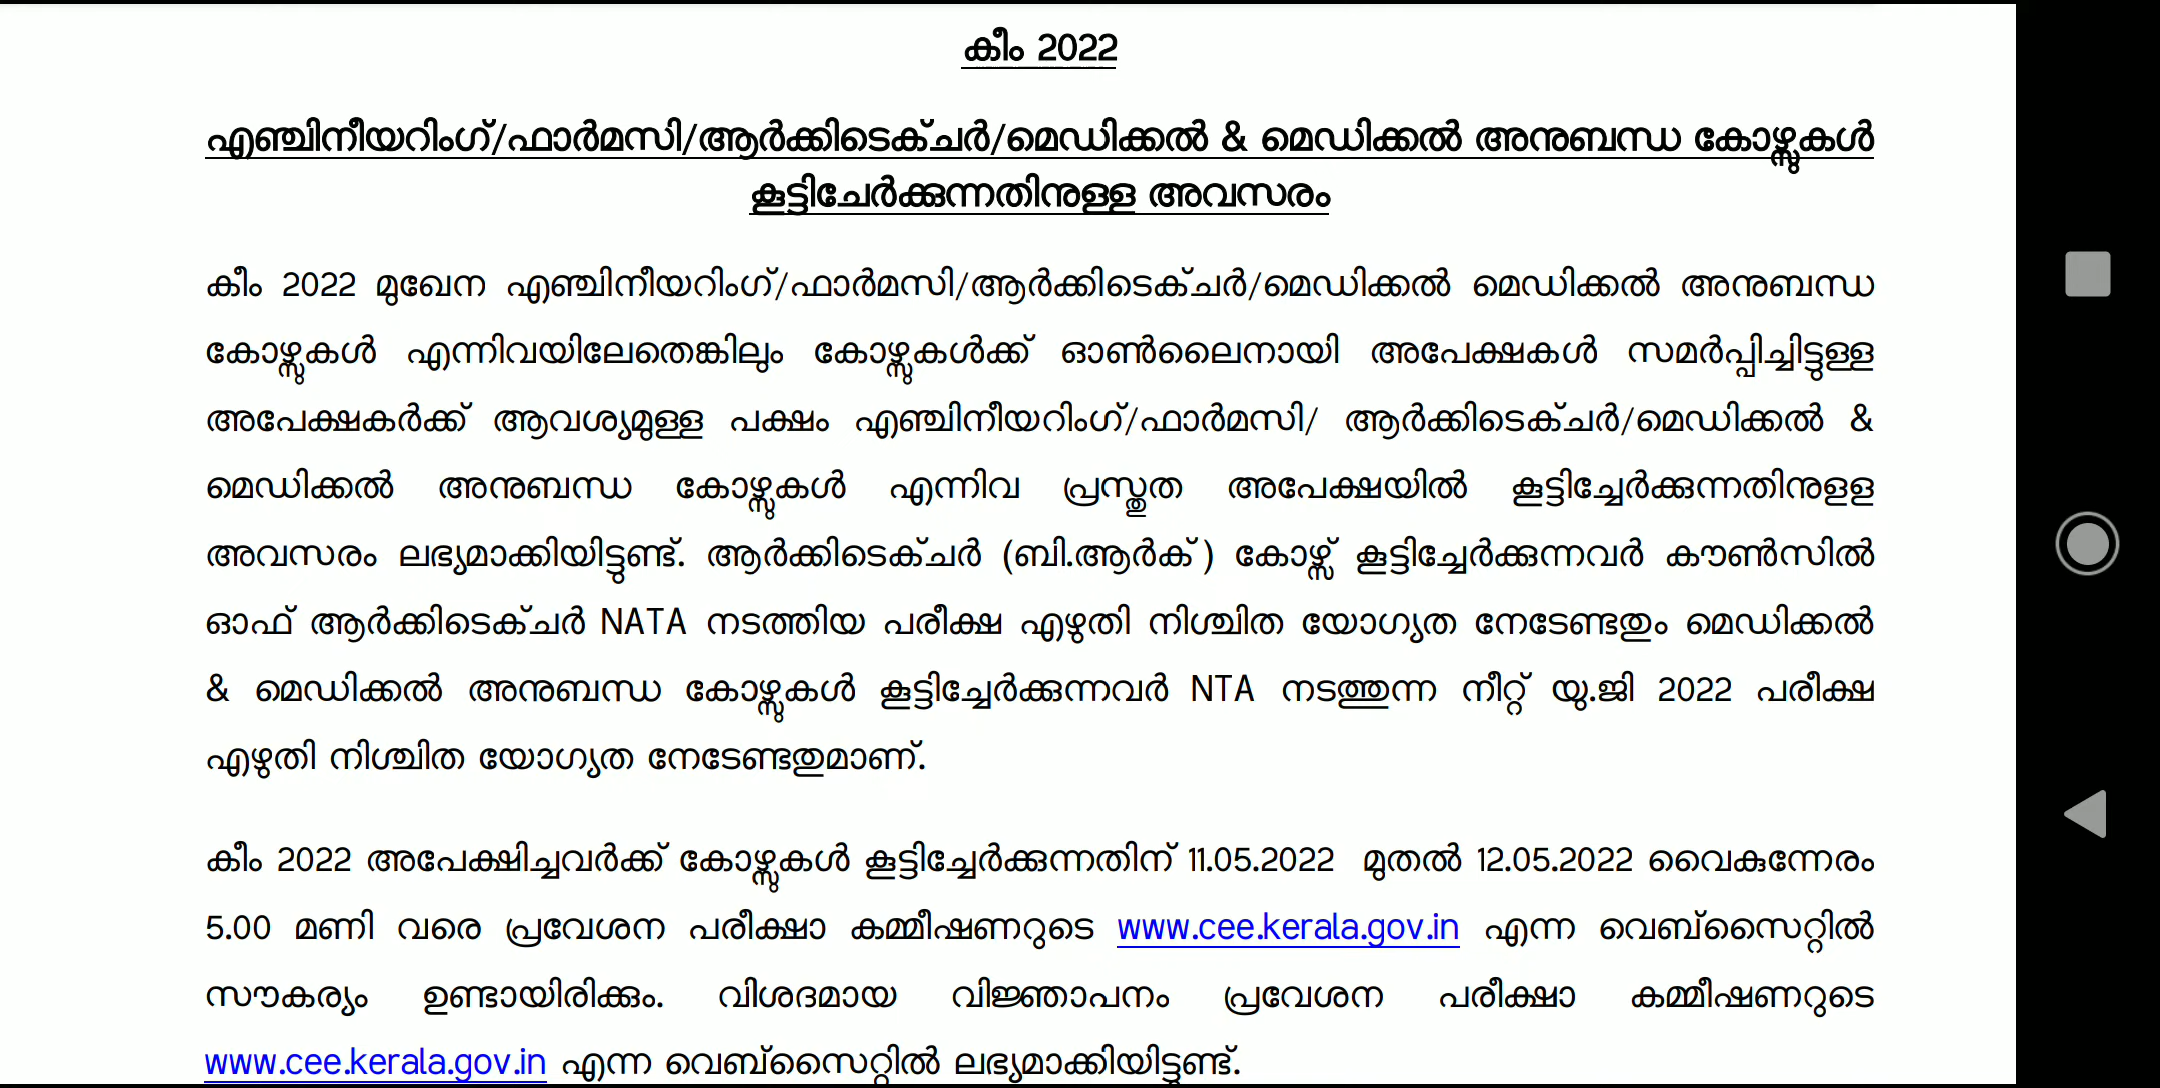 കീം 2022
എഞ്ചിനീയറിംഗ്/ഫാർമസി/ആർക്കിടെക്ചർ/മെഡിക്കൽ & മെഡിക്കൽ അനുബന്ധ കോഴ്സുകൾ
കൂട്ടിചേർക്കുന്നതിനുള്ള അവസരം
കീം 2022 മുഖേന എഞ്ചിനീയറിംഗ്/ഫാർമസി/ആർക്കിടെക്ചർ/മെഡിക്കൽ മെഡിക്കൽ അനുബന്ധ
കോഴ്സുകൾ എന്നിവയിലേതെങ്കിലും കോഴ്സുകൾക്ക് ഓൺലൈനായി അപേക്ഷകൾ സമർപ്പിച്ചിട്ടുള്ള
അപേക്ഷകർക്ക് ആവശ്യമുള്ള പക്ഷം എഞ്ചിനീയറിംഗ്/ഫാർമസി/ ആർക്കിടെക്ചർ/മെഡിക്കൽ &
മെഡിക്കൽ അനുബന്ധ കോഴ്സുകൾ എന്നിവ പ്രസ്തുത അപേക്ഷയിൽ കൂട്ടിച്ചേർക്കുന്നതിനുളള
അവസരം ലഭ്യമാക്കിയിട്ടുണ്ട്. ആർക്കിടെക്ചർ (ബി.ആർക്) കോഴ്സ് കൂട്ടിച്ചേർക്കുന്നവർ കൗൺസിൽ
ഓഫ് ആർക്കിടെക്ചർ NATA നടത്തിയ പരീക്ഷ എഴുതി നിശ്ചിത യോഗ്യത നേടേണ്ടതും മെഡിക്കൽ
& മെഡിക്കൽ അനുബന്ധ കോഴ്സുകൾ കൂട്ടിച്ചേർക്കുന്നവർ NTA നടത്തുന്ന നീറ്റ് യു.ജി 2022 പരീക്ഷ
എഴുതി നിശ്ചിത യോഗ്യത നേടേണ്ടതുമാണ്.
കീം 2022 അപേക്ഷിച്ചവർക്ക് കോഴ്സുകൾ കൂട്ടിച്ചേർക്കുന്നതിന് 11.05.2022 മുതൽ 12.05.2022 വൈകുന്നേരം
5.00 മണി വരെ പ്രവേശന പരീക്ഷാ കമ്മീഷണറുടെ www.cee.kerala.gov.in എന്ന വെബ്സൈറ്റിൽ
സൗകര്യം ഉണ്ടായിരിക്കും. വിശദമായ വിജ്ഞാപനം പ്രവേശന പരീക്ഷാ കമ്മീഷണറുടെ
www.cee.kerala.gov.in എന്ന വെബ്സൈറ്റിൽ ലഭ്യമാക്കിയിട്ടുണ്ട്.